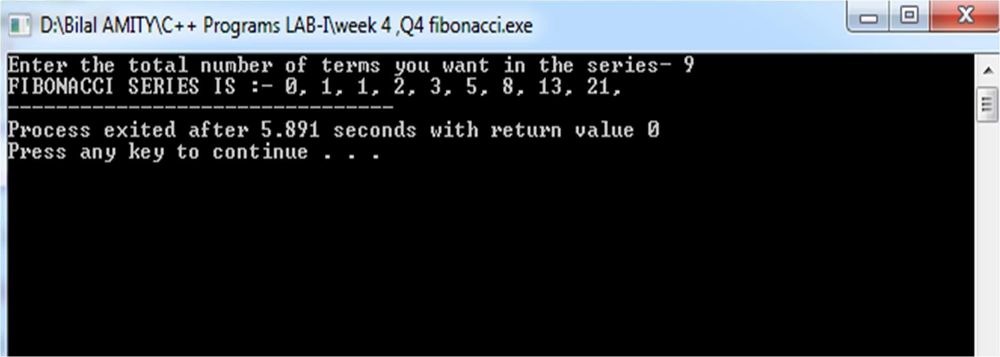 D:\Bilal AMITY\C++ Programs LAB-I\week 4 ,Q4 fibonacci.exe
Enter the total number of terms you want in the series- 9
FIBONACCI SERIES IS :- 0, 1, 1, 2, 3, 5, 8, 13, 21,
--------------------------------
Process exited after 5.891 seconds with return value 0
Press any key to continue . . .